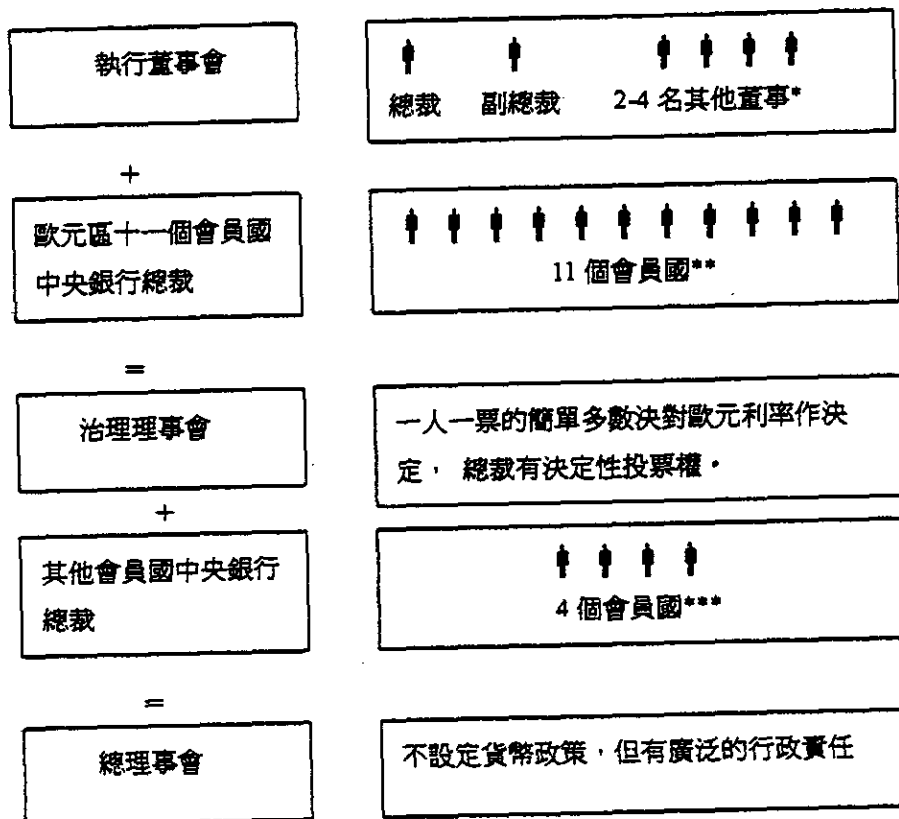 執行董事會
總裁 副總裁 2-4 名其他董事*
+
歐元區十一個會員國
中央銀行總裁
11 個會員國**
=
治理理事會
一人一票的簡單多數決對歐元利率作決
定， 總裁有決定性投票權。
+
其他會員國中央銀行
總裁
4 個會員國***
=
總理事會
不設定貨幣政策，但有廣泛的行政責任